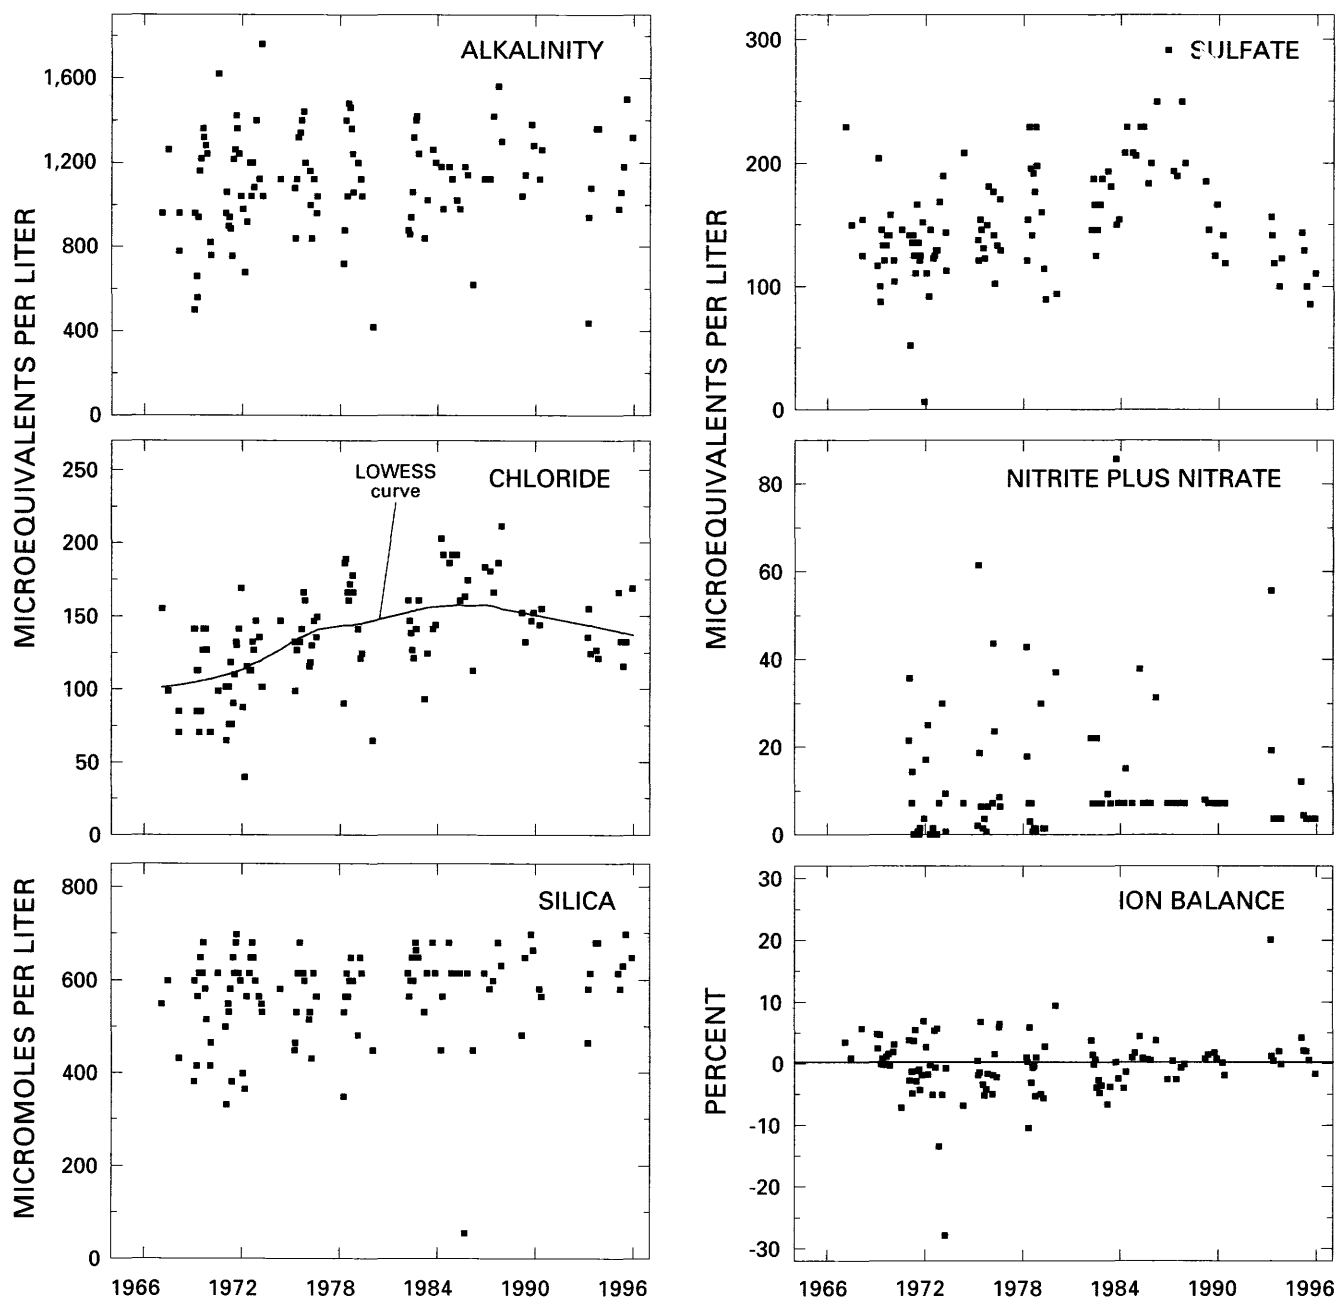 ALKALINITY
MICROEQUIVALENTS PER LITER
1,600
1,200
800
400
0
CHLORIDE
LOWESS
curve
250
200
150
100
50
0
SILICA
MICROMOLES PER LITER
800
600
400
200
0
1966 1972 1978 1984 1990 1996
SULFATE
MICROEQUIVALENTS PER LITER
300
200
100
0
NITRITE PLUS NITRATE
80
60
40
20
0
ION BALANCE
PERCENT
30
20
10
0
-10
-20
-30
1966 1972 1978 1984 1990 1996